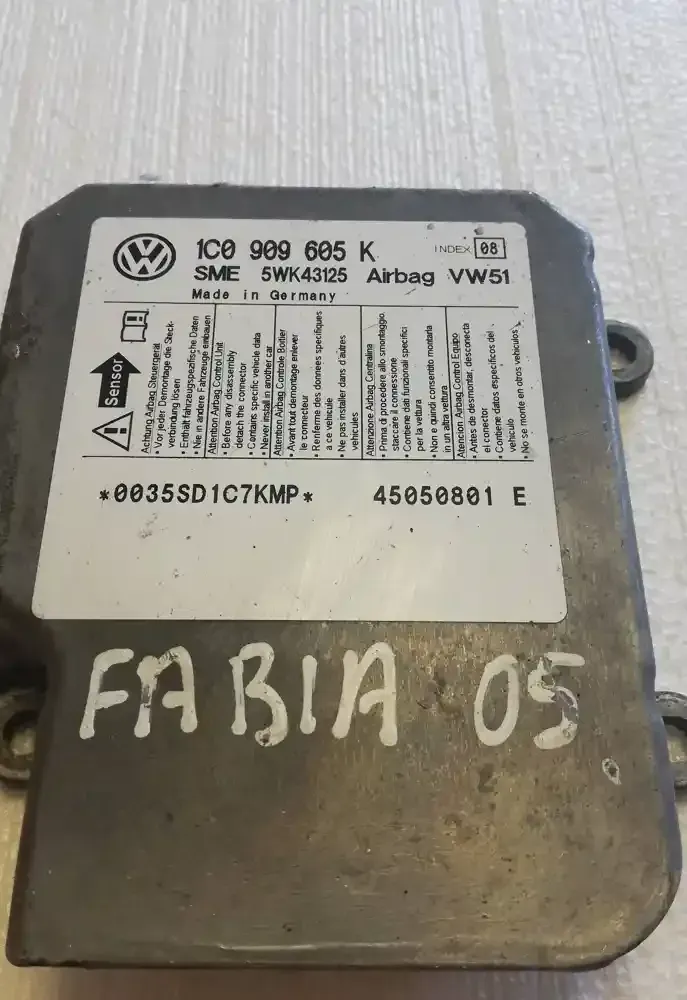 1C0 909 605 K
INDEX 08
SME 5WK43125 Airbag VW51
Made in Germany
Sensor
Achtung Airbag Steuergerät
• Vor jeder Demontage die Steck-
verbindung lösen
• Enthält fahrzeugspezifische Daten
• Nie in andere Fahrzeuge einbauen
Attention Airbag Control Unit
• Before any disassembly
detach the connector
• Contains specific vehicle data
• Never install in another car
Attention Airbag Controle Boitier
• Avant tout demontage enlever
le connecteur
• Renferme des données specifiques
a ce vehicule
• Ne pas installer dans d'autres
vehicules
Attenzione Airbag Centralina
• Prima di procedere allo smontaggio
staccare il connessione
• Contiene dati funzionali specifici
per la vettura
• Non e quindi consentito montarla
in un altra vettura
Atencion Airbag Control Equipo
• Antes de desmontar, desconecta
el conector
• Contiene datos específicos del
vehiculo
• No se monte en otros vehiculos
*0035SD1C7KMP* 45050801 E
FABIA 05